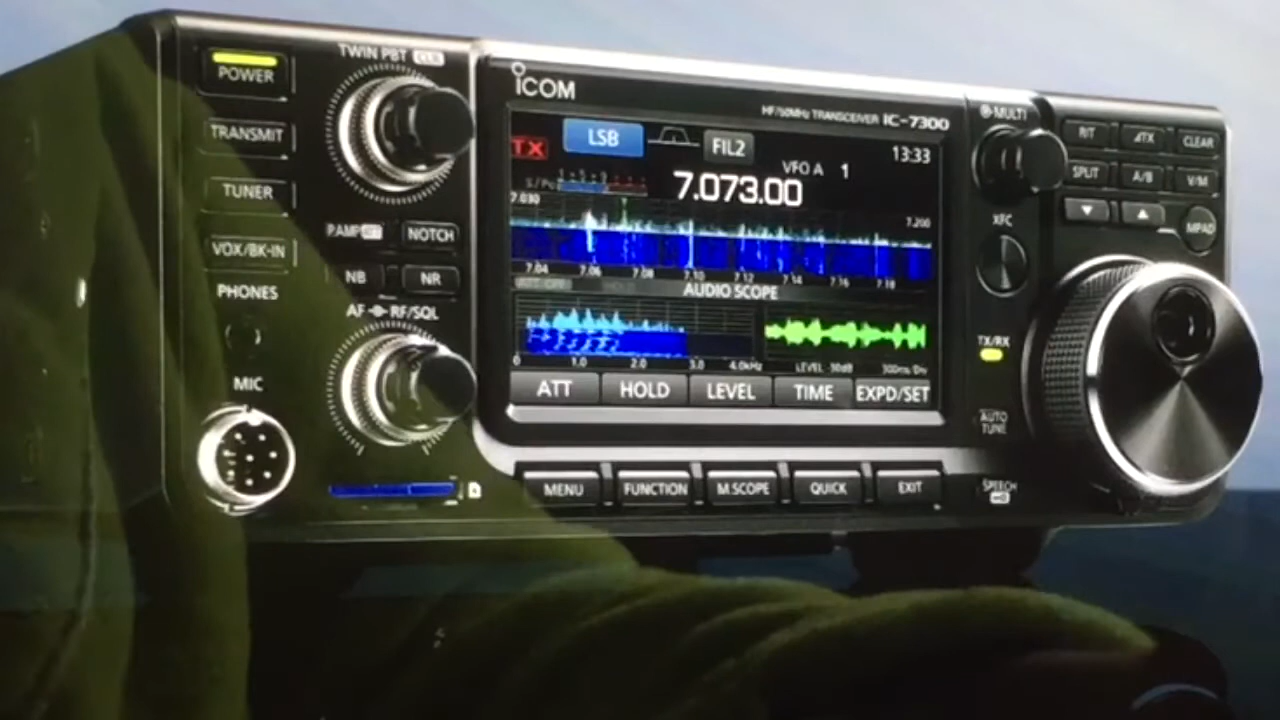 TWIN PBT CLR
POWER
TRANSMIT
TUNER
VOX/BK-IN
PHONES
MIC
P.AMP ATT
NOTCH
NB
NR
AF RF/SQL
ICOM
HF/50MHz TRANSCEIVER IC-7300
TX
LSB
FIL2
13:33
VFO A 1
7.073.00
7.030
7.200
7.04 7.06 7.08 7.10 7.12 7.14 7.16 7.18
AUDIO SCOPE
0 1.0 2.0 3.0 4.0kHz
LEVEL
ATT
HOLD
LEVEL
TIME
EXPD/SET
MENU
FUNCTION
M.SCOPE
QUICK
EXIT
MULTI
XFC
TX/RX
AUTO
TUNE
SPEECH
RIT
CLEAR
SPLIT
A/B
V/M
MPAD